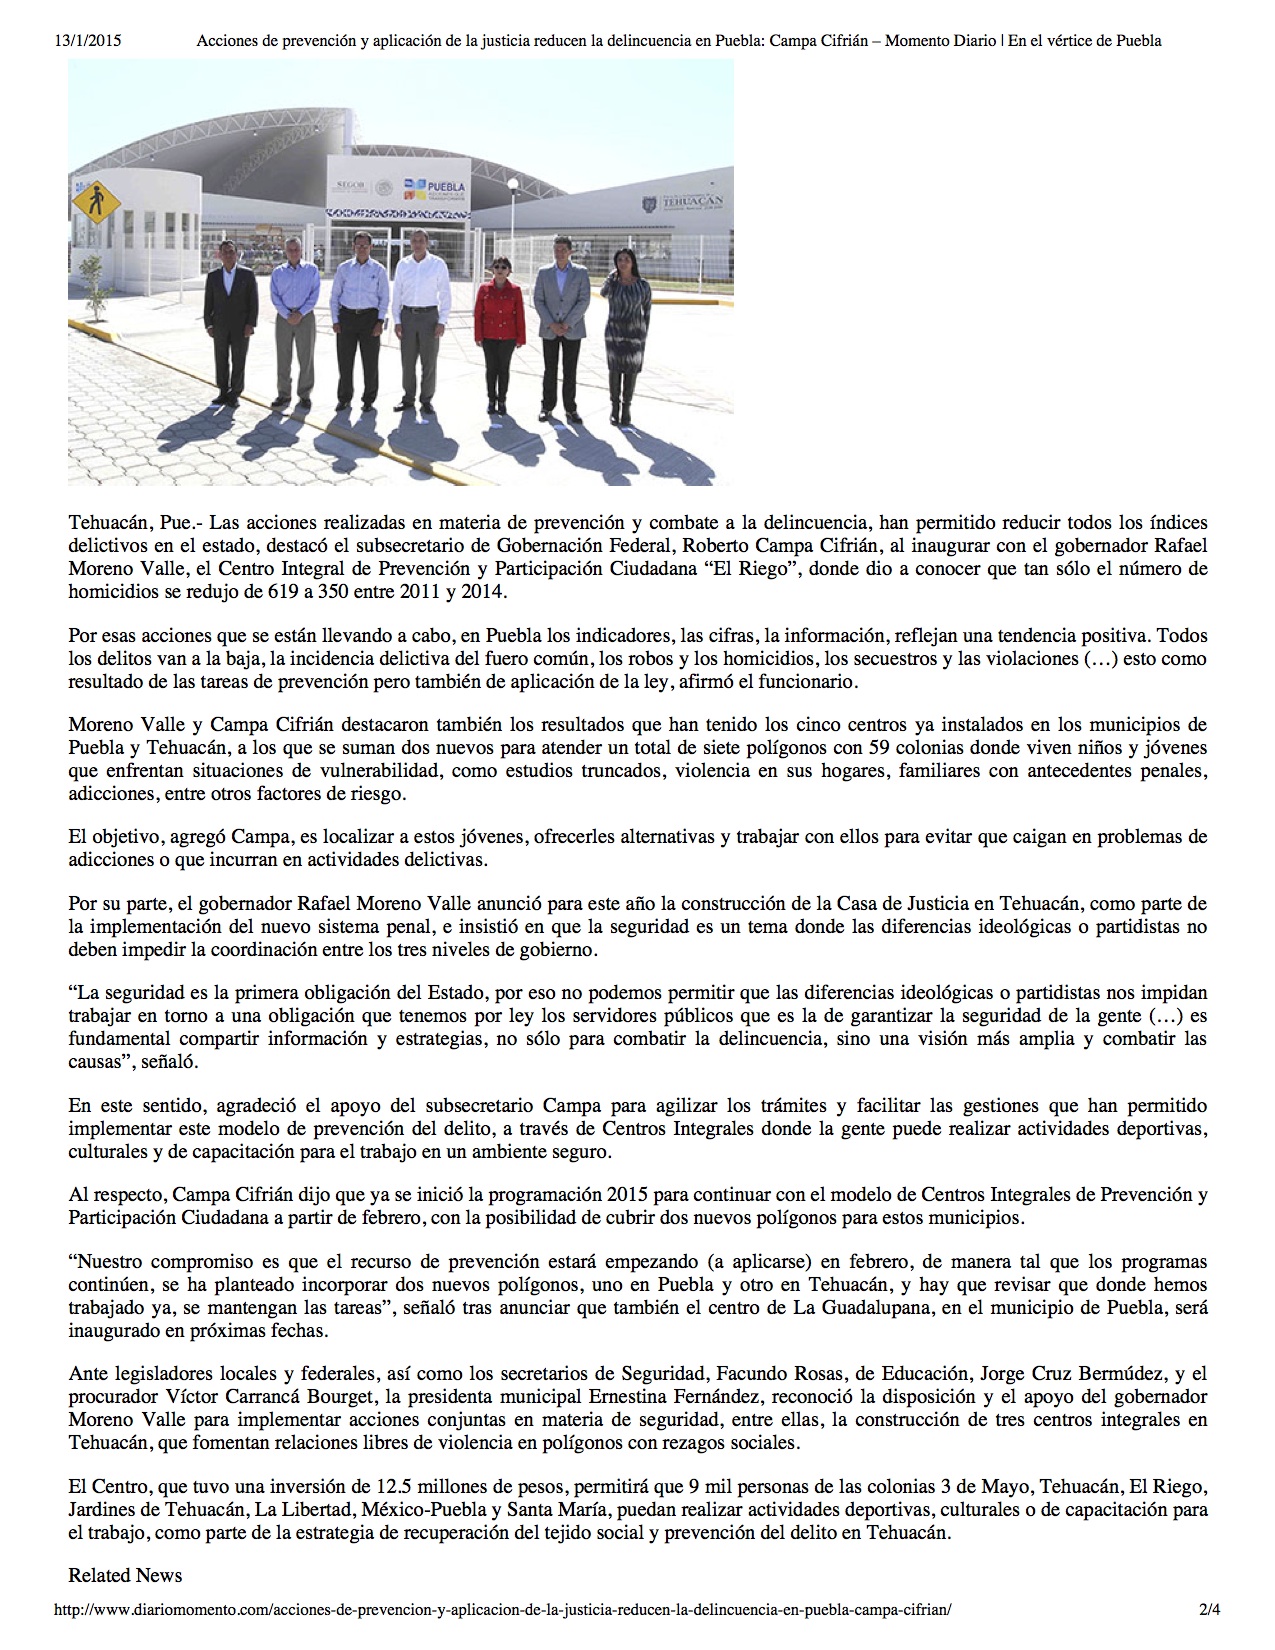 13/1/2015 Acciones de prevención y aplicación de la justicia reducen la delincuencia en Puebla: Campa Cifrián – Momento Diario | En el vértice de Puebla
SEGOB
PUEBLA
TEHUACÁN
Tehuacán, Pue.- Las acciones realizadas en materia de prevención y combate a la delincuencia, han permitido reducir todos los índices
delictivos en el estado, destacó el subsecretario de Gobernación Federal, Roberto Campa Cifrián, al inaugurar con el gobernador Rafael
Moreno Valle, el Centro Integral de Prevención y Participación Ciudadana “El Riego”, donde dio a conocer que tan sólo el número de
homicidios se redujo de 619 a 350 entre 2011 y 2014.
Por esas acciones que se están llevando a cabo, en Puebla los indicadores, las cifras, la información, reflejan una tendencia positiva. Todos
los delitos van a la baja, la incidencia delictiva del fuero común, los robos y los homicidios, los secuestros y las violaciones (…) esto como
resultado de las tareas de prevención pero también de aplicación de la ley, afirmó el funcionario.
Moreno Valle y Campa Cifrián destacaron también los resultados que han tenido los cinco centros ya instalados en los municipios de
Puebla y Tehuacán, a los que se suman dos nuevos para atender un total de siete polígonos con 59 colonias donde viven niños y jóvenes
que enfrentan situaciones de vulnerabilidad, como estudios truncados, violencia en sus hogares, familiares con antecedentes penales,
adicciones, entre otros factores de riesgo.
El objetivo, agregó Campa, es localizar a estos jóvenes, ofrecerles alternativas y trabajar con ellos para evitar que caigan en problemas de
adicciones o que incurran en actividades delictivas.
Por su parte, el gobernador Rafael Moreno Valle anunció para este año la construcción de la Casa de Justicia en Tehuacán, como parte de
la implementación del nuevo sistema penal, e insistió en que la seguridad es un tema donde las diferencias ideológicas o partidistas no
deben impedir la coordinación entre los tres niveles de gobierno.
“La seguridad es la primera obligación del Estado, por eso no podemos permitir que las diferencias ideológicas o partidistas nos impidan
trabajar en torno a una obligación que tenemos por ley los servidores públicos que es la de garantizar la seguridad de la gente (…) es
fundamental compartir información y estrategias, no sólo para combatir la delincuencia, sino una visión más amplia y combatir las
causas”, señaló.
En este sentido, agradeció el apoyo del subsecretario Campa para agilizar los trámites y facilitar las gestiones que han permitido
implementar este modelo de prevención del delito, a través de Centros Integrales donde la gente puede realizar actividades deportivas,
culturales y de capacitación para el trabajo en un ambiente seguro.
Al respecto, Campa Cifrián dijo que ya se inició la programación 2015 para continuar con el modelo de Centros Integrales de Prevención y
Participación Ciudadana a partir de febrero, con la posibilidad de cubrir dos nuevos polígonos para estos municipios.
“Nuestro compromiso es que el recurso de prevención estará empezando (a aplicarse) en febrero, de manera tal que los programas
continúen, se ha planteado incorporar dos nuevos polígonos, uno en Puebla y otro en Tehuacán, y hay que revisar que donde hemos
trabajado ya, se mantengan las tareas”, señaló tras anunciar que también el centro de La Guadalupana, en el municipio de Puebla, será
inaugurado en próximas fechas.
Ante legisladores locales y federales, así como los secretarios de Seguridad, Facundo Rosas, de Educación, Jorge Cruz Bermúdez, y el
procurador Víctor Carrancá Bourget, la presidenta municipal Ernestina Fernández, reconoció la disposición y el apoyo del gobernador
Moreno Valle para implementar acciones conjuntas en materia de seguridad, entre ellas, la construcción de tres centros integrales en
Tehuacán, que fomentan relaciones libres de violencia en polígonos con rezagos sociales.
El Centro, que tuvo una inversión de 12.5 millones de pesos, permitirá que 9 mil personas de las colonias 3 de Mayo, Tehuacán, El Riego,
Jardines de Tehuacán, La Libertad, México-Puebla y Santa María, puedan realizar actividades deportivas, culturales o de capacitación para
el trabajo, como parte de la estrategia de recuperación del tejido social y prevención del delito en Tehuacán.
Related News
http://www.diariomomento.com/acciones-de-prevencion-y-aplicacion-de-la-justicia-reducen-la-delincuencia-en-puebla-campa-cifrian/ 2/4